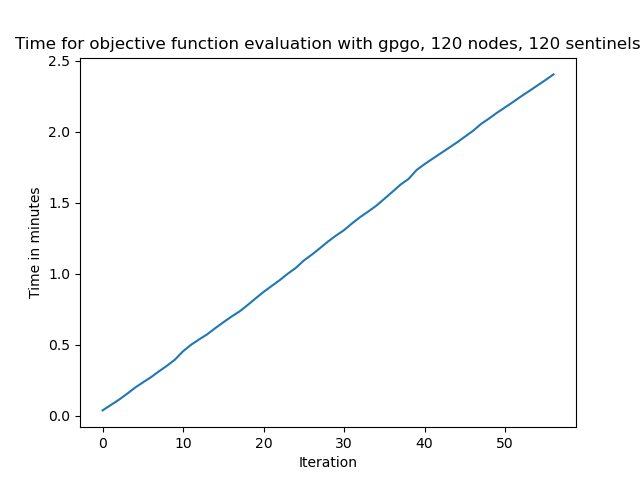 Time for objective function evaluation with gpgo, 120 nodes, 120 sentinels
2.5
2.0
1.5
1.0
0.5
0.0
Time in minutes
0 10 20 30 40 50
Iteration